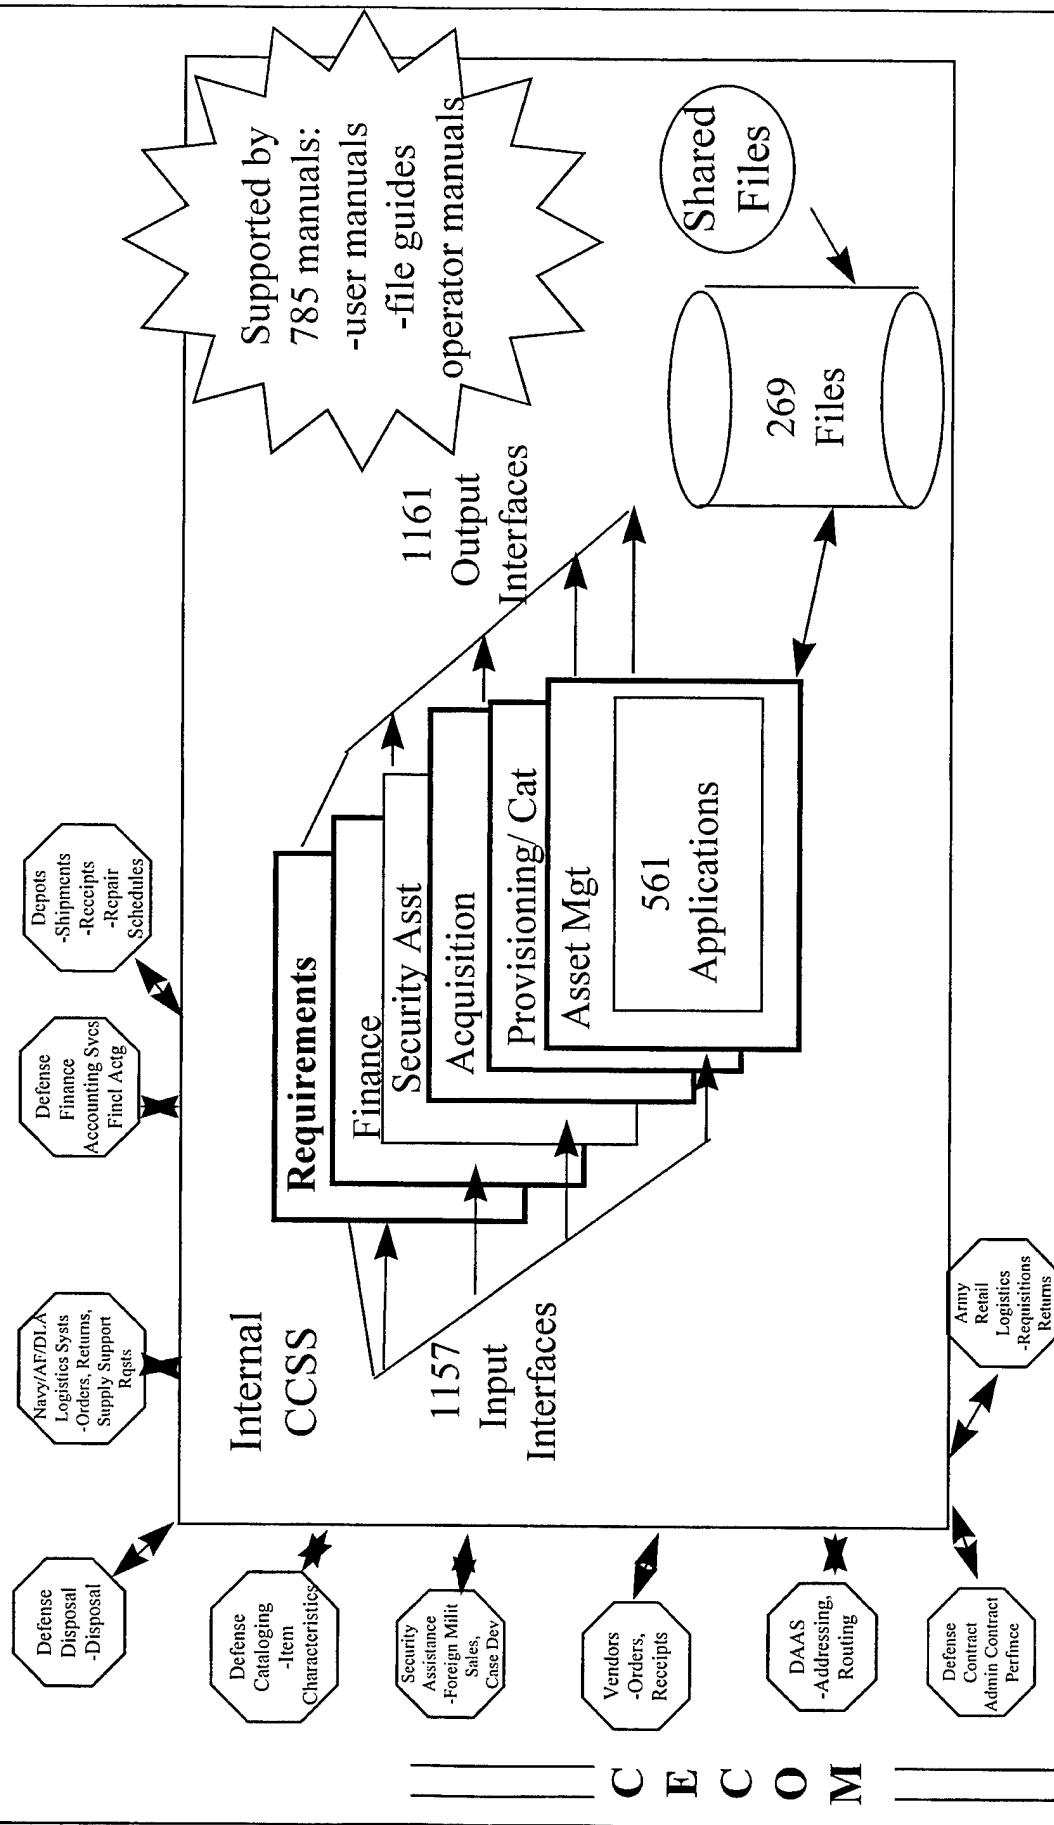 C
E
C
O
M
Defense
Disposal
-Disposal
Navy/AF/DLA
Logistics Systs
-Orders, Returns,
Supply Support
Rqsts
Defense
Finance
Accounting Svcs
Fincl Actg
Depots
-Shipments
-Receipts
-Repair
Schedules
Defense
Cataloging
-Item
Characteristics
Security
Assistance
-Foreign Milit
Sales,
Case Dev
Vendors
-Orders,
Receipts
DAAS
-Addressing,
Routing
Defense
Contract
Admin Contract
Perfmce
Army
Retail
Logistics
-Requisitions
Returns
Internal
CCSS
1157
Input
Interfaces
Requirements
Finance
Security Asst
Acquisition
Provisioning/ Cat
Asset Mgt
561
Applications
1161
Output
Interfaces
Supported by
785 manuals:
-user manuals
-file guides
operator manuals
269
Files
Shared
Files